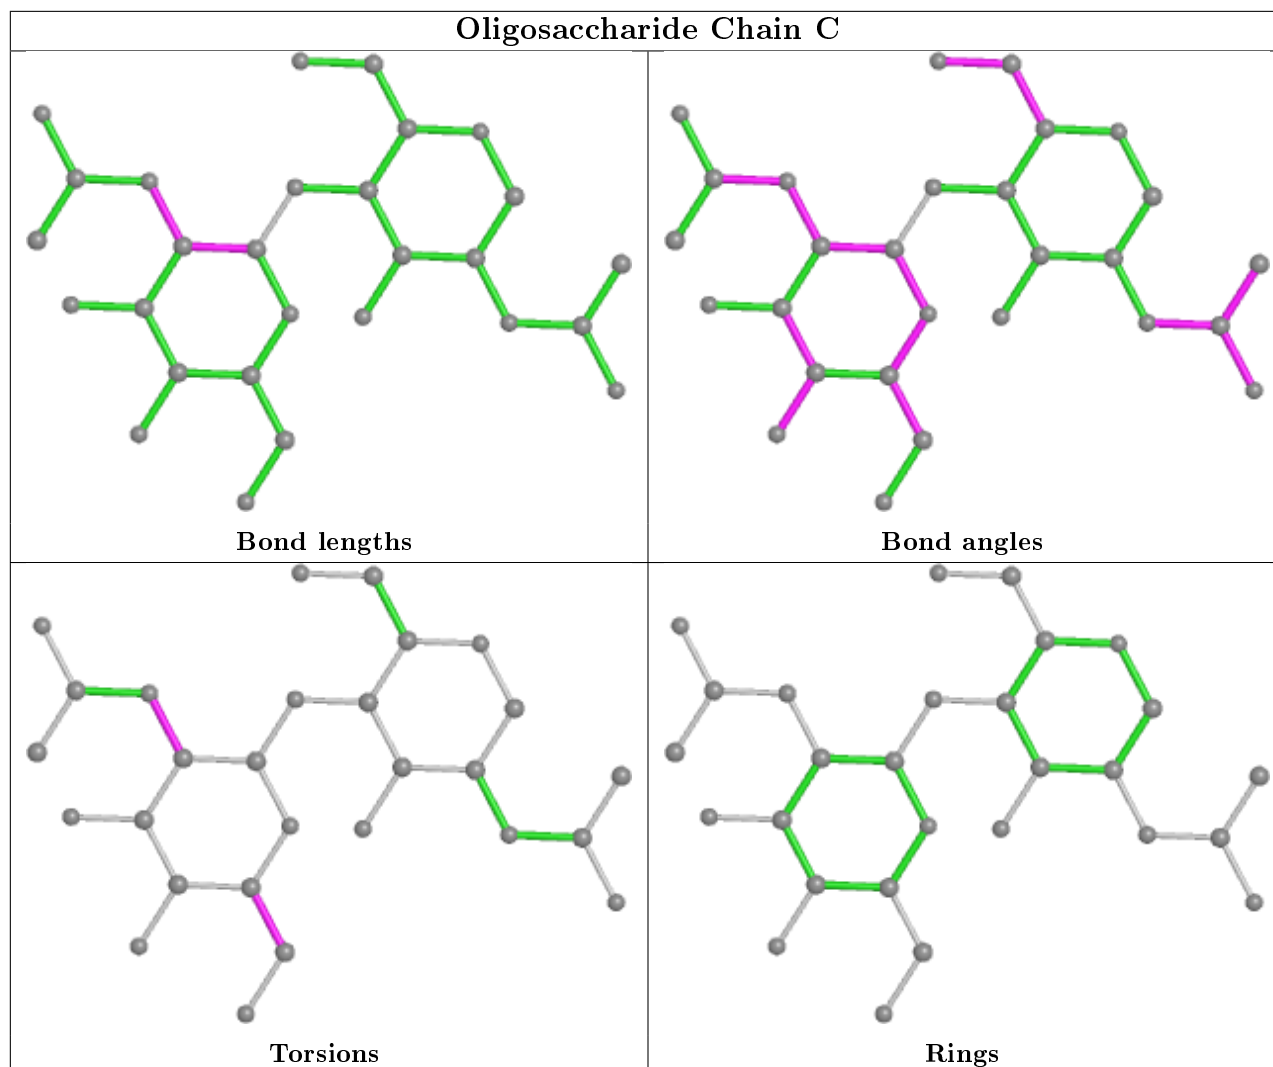 Oligosaccharide Chain C
Bond lengths
Bond angles
Torsions
Rings